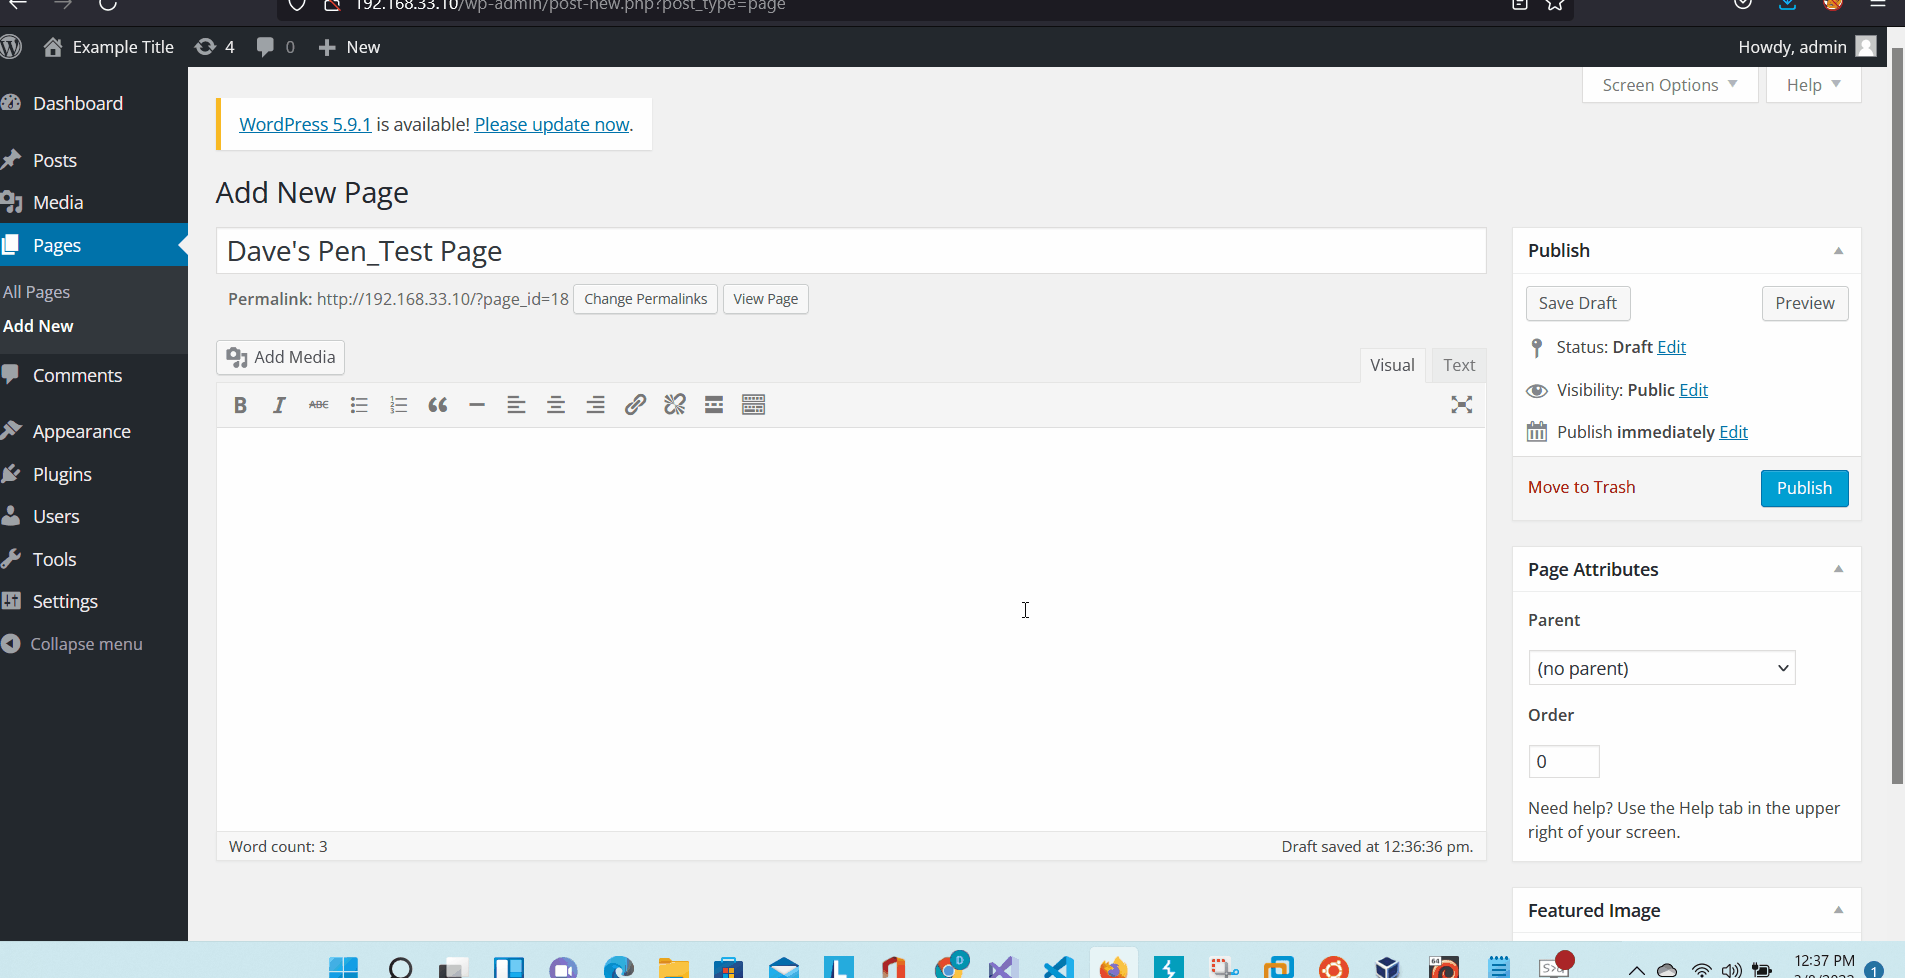 192.168.33.10/wp-admin/post-new.php?post_type=page
Example Title 4 0 New Howdy, admin
Screen Options Help
Dashboard
Posts
Media
Pages
All Pages
Add New
Comments
Appearance
Plugins
Users
Tools
Settings
Collapse menu
WordPress 5.9.1 is available! Please update now.
Add New Page
Dave's Pen_Test Page
Permalink: http://192.168.33.10/?page_id=18 Change Permalinks View Page
Add Media
Visual Text
B I ABC
Word count: 3 Draft saved at 12:36:36 pm.
Publish
Save Draft Preview
Status: Draft Edit
Visibility: Public Edit
Publish immediately Edit
Move to Trash Publish
Page Attributes
Parent
(no parent)
Order
0
Need help? Use the Help tab in the upper
right of your screen.
Featured Image
12:37 PM
1